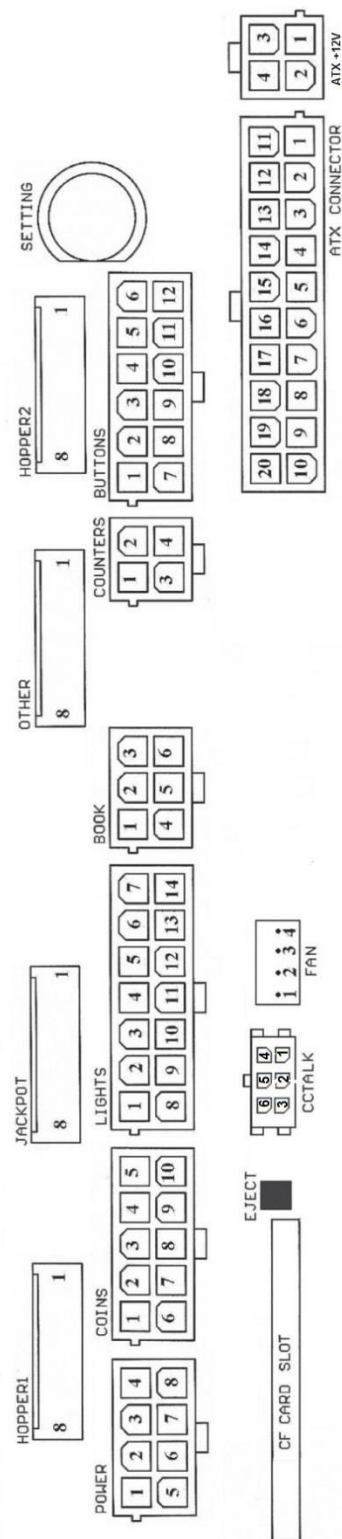 HOPPER1
8 1
JACKPOT
8 1
OTHER
8 1
HOPPER2
8 1
SETTING
POWER
1 2 3 4
5 6 7 8
COINS
1 2 3 4 5
6 7 8 9 10
LIGHTS
1 2 3 4 5 6 7
8 9 10 11 12 13 14
BOOK
1 2 3
4 5 6
COUNTERS
1 2
3 4
BUTTONS
1 2 3 4 5 6
7 8 9 10 11 12
CF CARD SLOT
EJECT
6 5 4
3 2 1
CCTALK
1 2 3 4
FAN
20 19 18 17 16 15 14 13 12 11
10 9 8 7 6 5 4 3 2 1
ATX CONNECTOR
4 3
2 1
ATX +12V